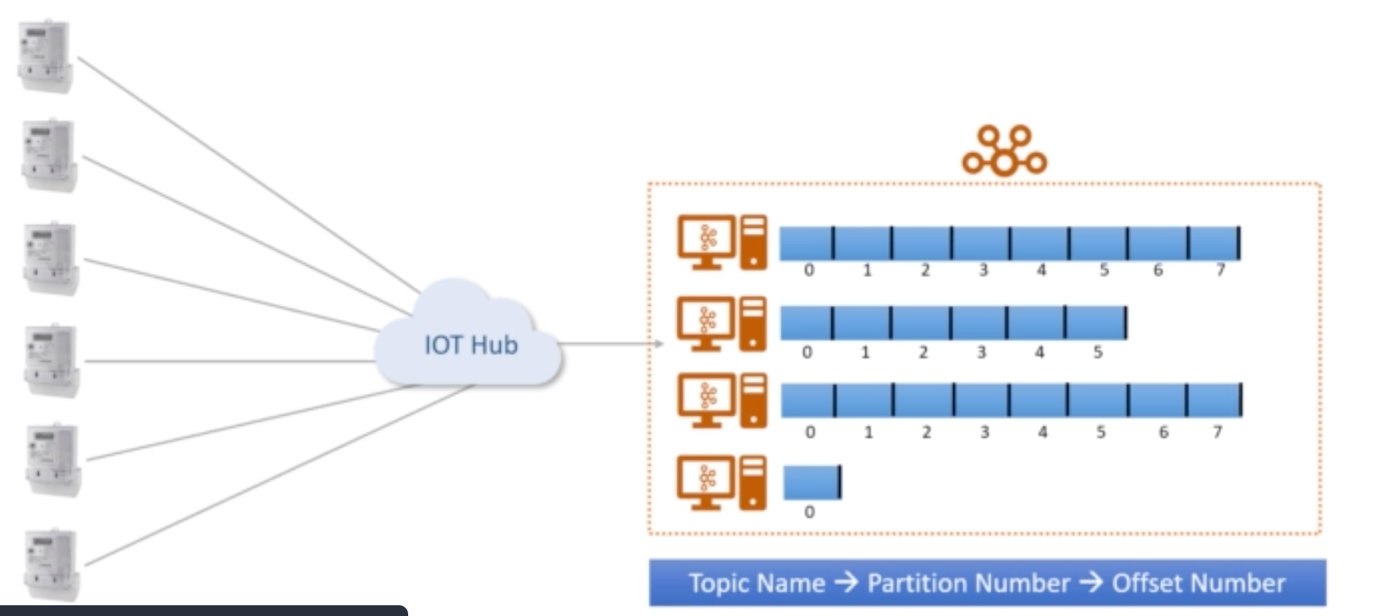 IOT Hub
0 1 2 3 4 5 6 7
0 1 2 3 4 5
0 1 2 3 4 5 6 7
0
Topic Name → Partition Number → Offset Number